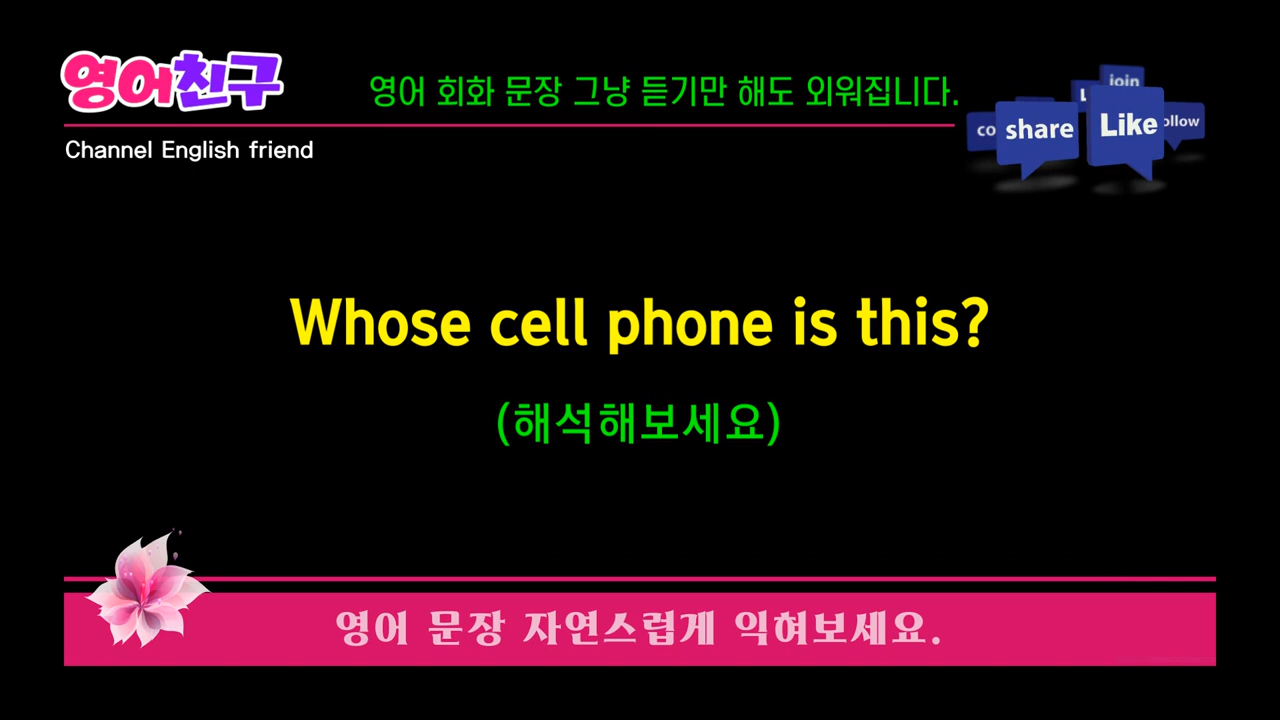 영어친구
영어 회화 문장 그냥 듣기만 해도 외워집니다.
join
share
Like
Channel English friend
Whose cell phone is this?
(해석해보세요)
영어 문장 자연스럽게 익혀보세요.